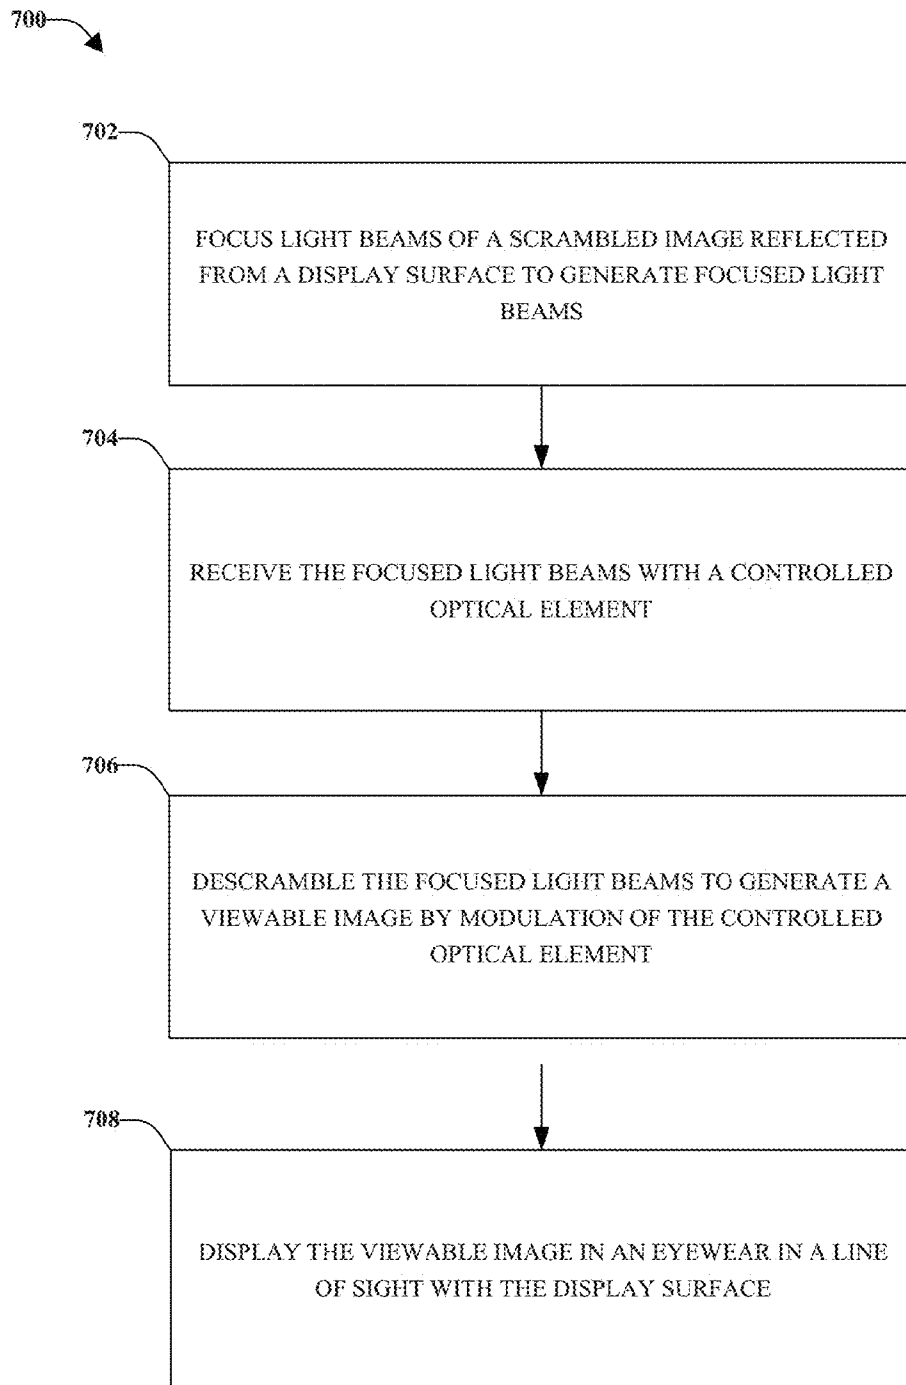 700
702
FOCUS LIGHT BEAMS OF A SCRAMBLED IMAGE REFLECTED
FROM A DISPLAY SURFACE TO GENERATE FOCUSED LIGHT
BEAMS
704
RECEIVE THE FOCUSED LIGHT BEAMS WITH A CONTROLLED
OPTICAL ELEMENT
706
DESCRAMBLE THE FOCUSED LIGHT BEAMS TO GENERATE A
VIEWABLE IMAGE BY MODULATION OF THE CONTROLLED
OPTICAL ELEMENT
708
DISPLAY THE VIEWABLE IMAGE IN AN EYEWEAR IN A LINE
OF SIGHT WITH THE DISPLAY SURFACE